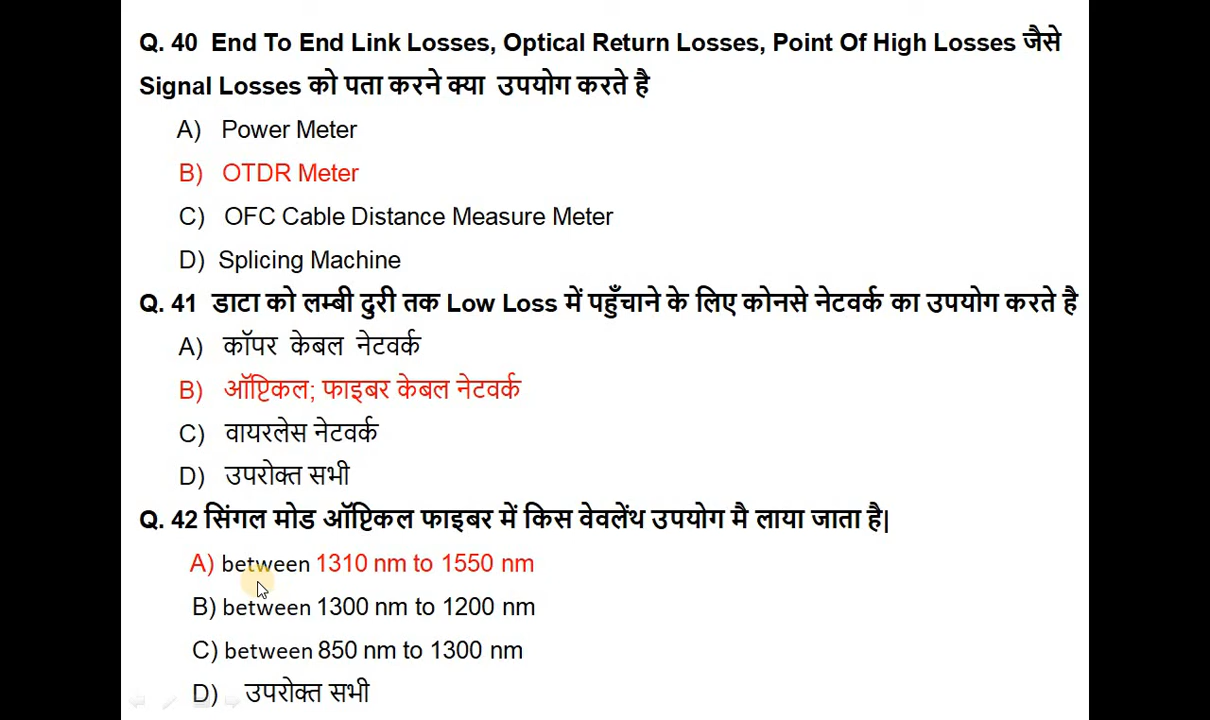 Q. 40 End To End Link Losses, Optical Return Losses, Point Of High Losses जैसे
Signal Losses को पता करने क्या उपयोग करते है
A) Power Meter
B) OTDR Meter
C) OFC Cable Distance Measure Meter
D) Splicing Machine
Q. 41 डाटा को लम्बी दुरी तक Low Loss में पहुँचाने के लिए कोनसे नेटवर्क का उपयोग करते है
A) कॉपर केबल नेटवर्क
B) ऑप्टिकल; फाइबर केबल नेटवर्क
C) वायरलेस नेटवर्क
D) उपरोक्त सभी
Q. 42 सिंगल मोड ऑप्टिकल फाइबर में किस वेवलेंथ उपयोग मै लाया जाता है|
A) between 1310 nm to 1550 nm
B) between 1300 nm to 1200 nm
C) between 850 nm to 1300 nm
D) उपरोक्त सभी